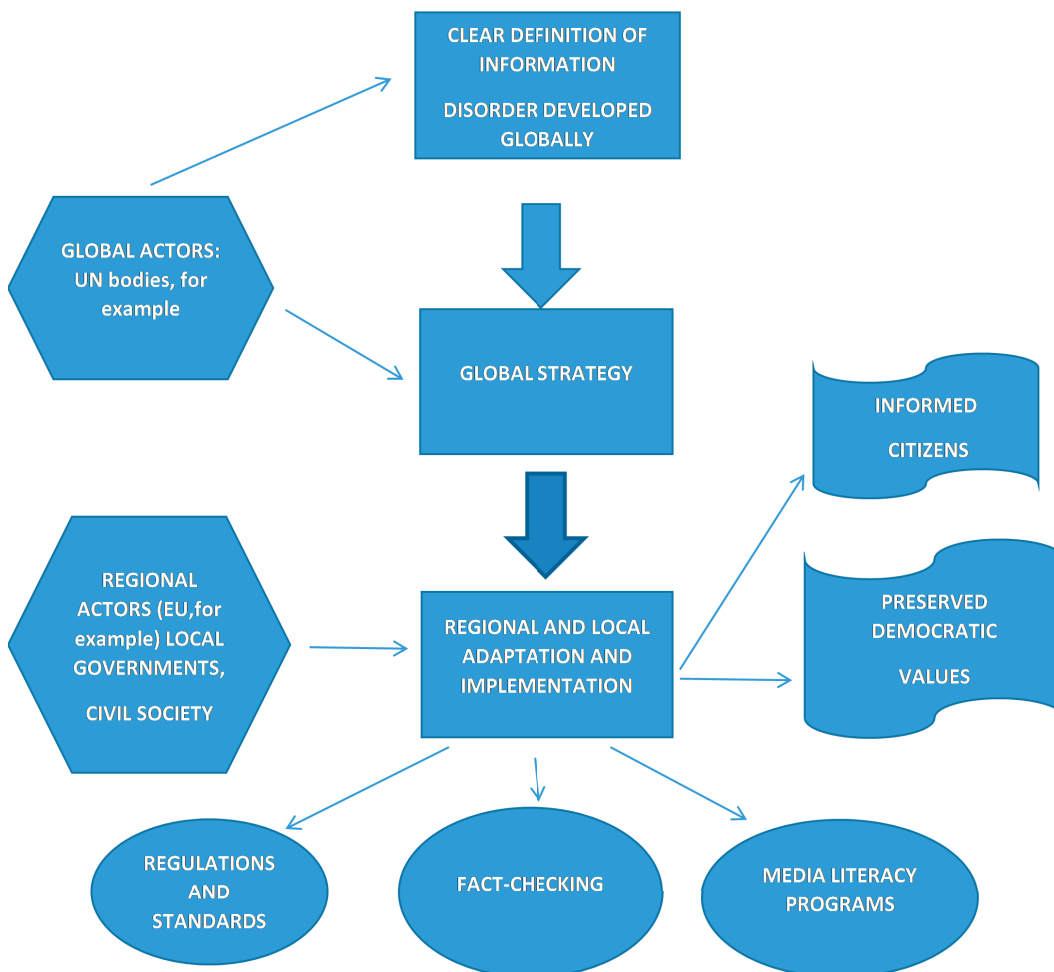 CLEAR DEFINITION OF
INFORMATION
DISORDER DEVELOPED
GLOBALLY
GLOBAL ACTORS:
UN bodies, for
example
GLOBAL STRATEGY
INFORMED
CITIZENS
REGIONAL
ACTORS (EU,for
example) LOCAL
GOVERNMENTS,
CIVIL SOCIETY
REGIONAL AND LOCAL
ADAPTATION AND
IMPLEMENTATION
PRESERVED
DEMOCRATIC
VALUES
REGULATIONS
AND
STANDARDS
FACT-CHECKING
MEDIA LITERACY
PROGRAMS